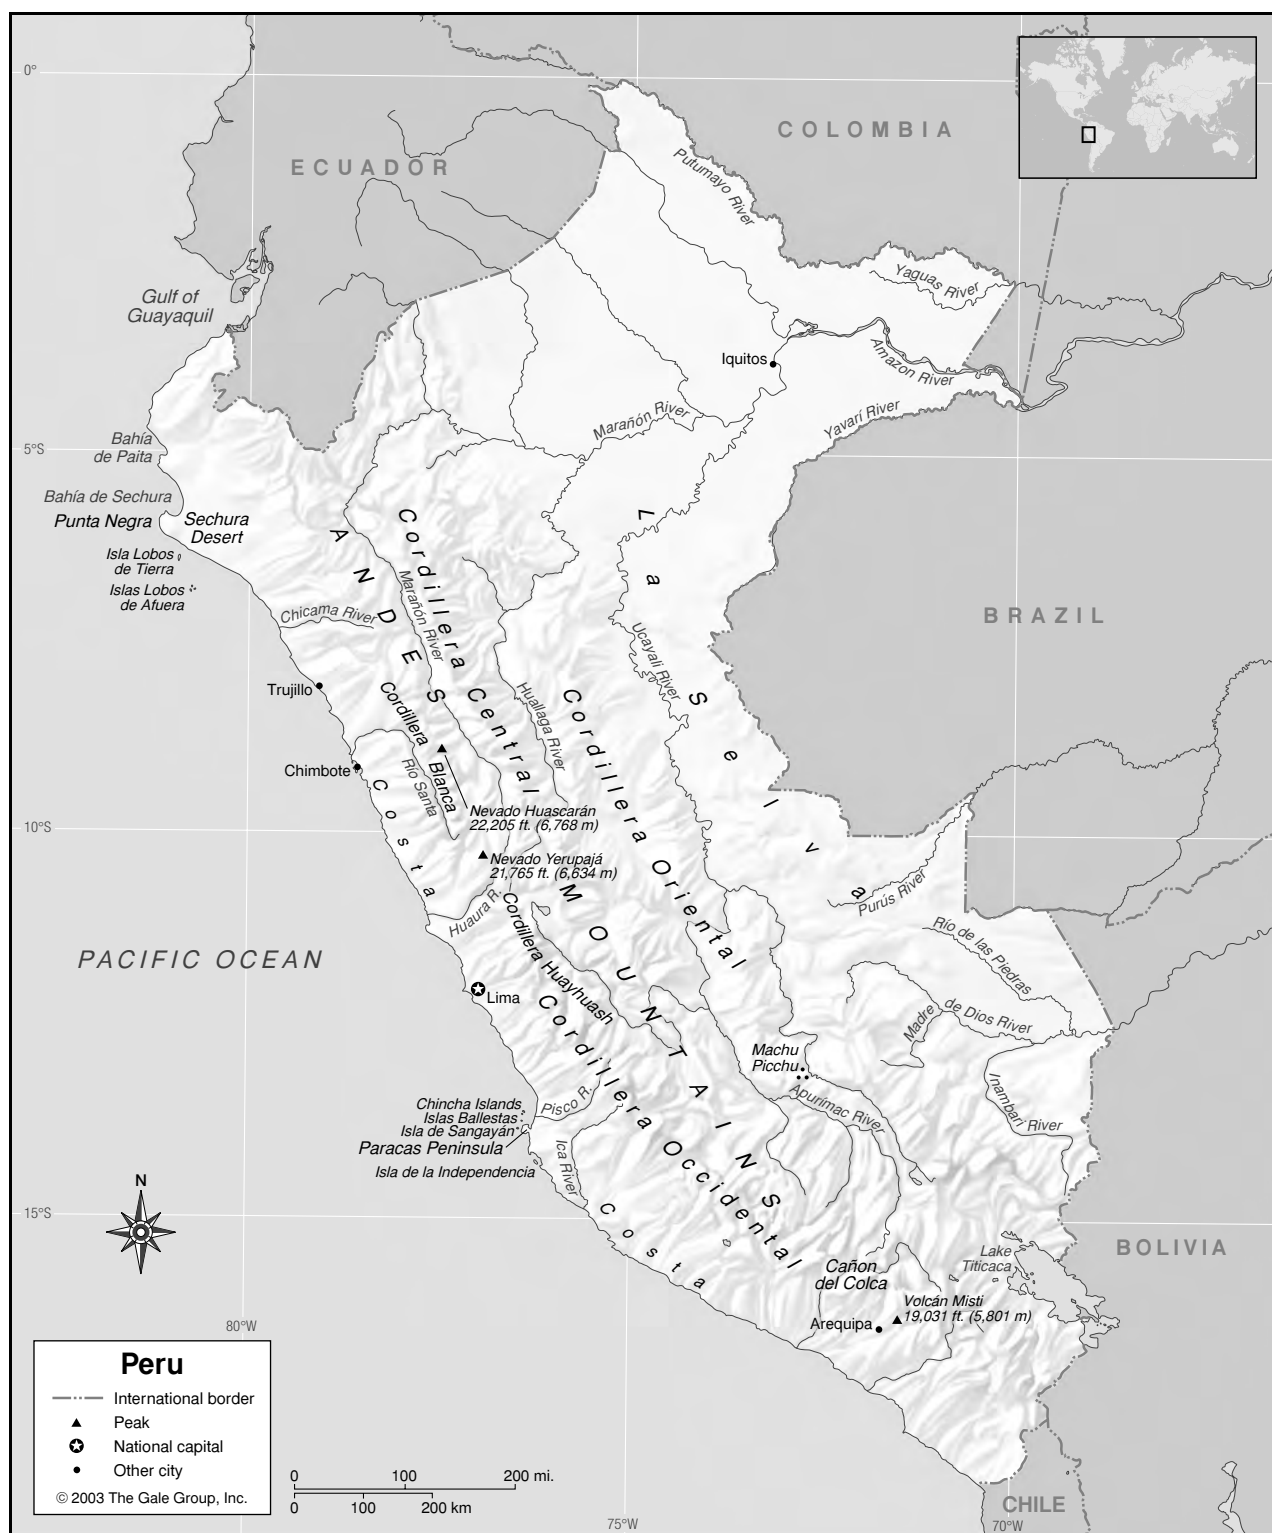 0°
COLOMBIA
ECUADOR
Putumayo River
Yaguas River
Gulf of
Guayaquil
Iquitos
Amazon River
Marañón River
Yavarí River
Bahía
de Paita
5°S
Bahía de Sechura
Punta Negra
Sechura
Desert
Isla Lobos
de Tierra
Islas Lobos
de Afuera
Chicama River
ANDES MOUNTAINS
Cordillera Central
Marañón River
La Selva
Ucayali River
BRAZIL
Trujillo
Cordillera Blanca
Huallaga River
Cordillera Oriental
Chimbote
Río Santa
Costa
Nevado Huascarán
22,205 ft. (6,768 m)
10°S
Nevado Yerupajá
21,765 ft. (6,634 m)
Purús River
Huaura R.
Cordillera Huayhuash
Río de las Piedras
PACIFIC OCEAN
Lima
Cordillera Occidental
Madre de Dios River
Machu
Picchu
Inambari River
Apurímac River
Chincha Islands
Islas Ballestas
Isla de Sangayán
Paracas Peninsula
Isla de la Independencia
Pisco R.
Ica River
N
15°S
Costa
BOLIVIA
Lake
Titicaca
Cañon
del Colca
Volcán Misti
19,031 ft. (5,801 m)
Arequipa
80°W
Peru
International border
Peak
National capital
Other city
© 2003 The Gale Group, Inc.
0 100 200 mi.
0 100 200 km
CHILE
75°W
70°W